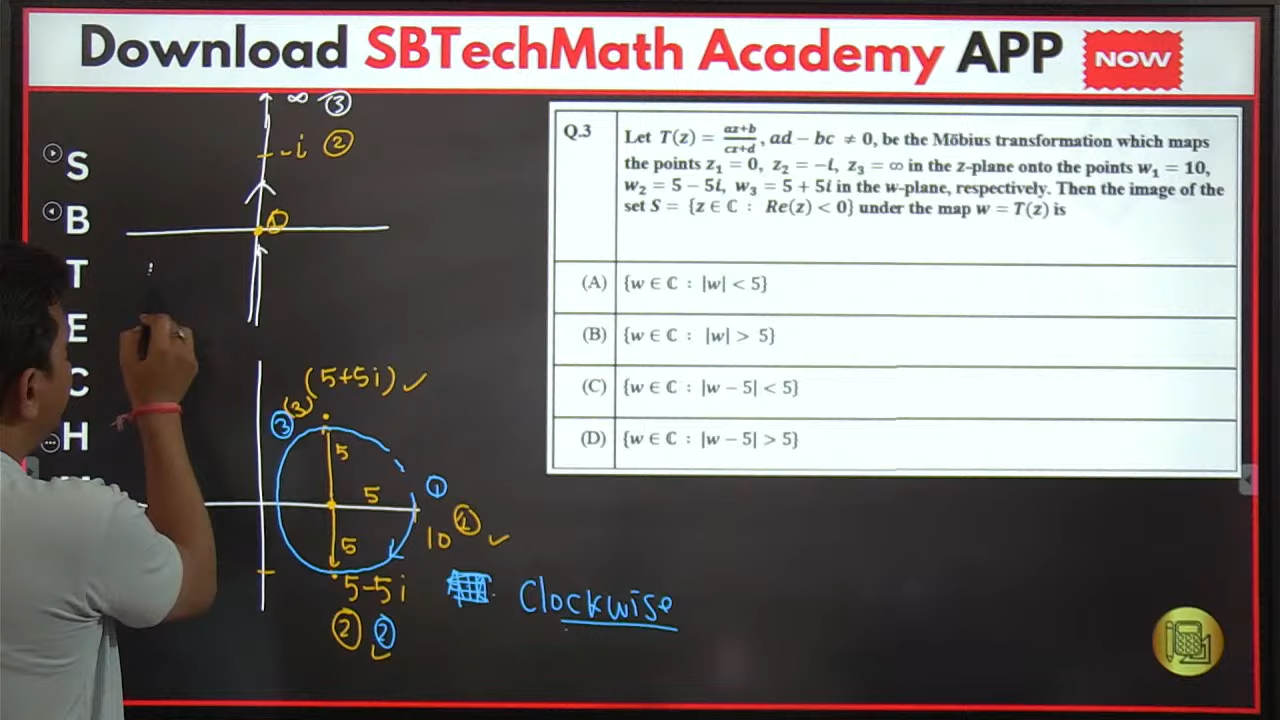 Download SBTechMath Academy APP NOW
S
B
T
E
C
H
∞ ③
-i ②
(5+5i) ✓
(3)
③
5
5
①
10 ✓
5
5-5i
② ②
Clockwise
Q.3
Let T(z) = az+b/cz+d, ad − bc ≠ 0, be the Möbius transformation which maps
the points z₁ = 0, z₂ = −i, z₃ = ∞ in the z-plane onto the points w₁ = 10,
w₂ = 5 − 5i, w₃ = 5 + 5i in the w-plane, respectively. Then the image of the
set S = {z ∈ ℂ : Re(z) < 0} under the map w = T(z) is
(A) {w ∈ ℂ : |w| < 5}
(B) {w ∈ ℂ : |w| > 5}
(C) {w ∈ ℂ : |w − 5| < 5}
(D) {w ∈ ℂ : |w − 5| > 5}